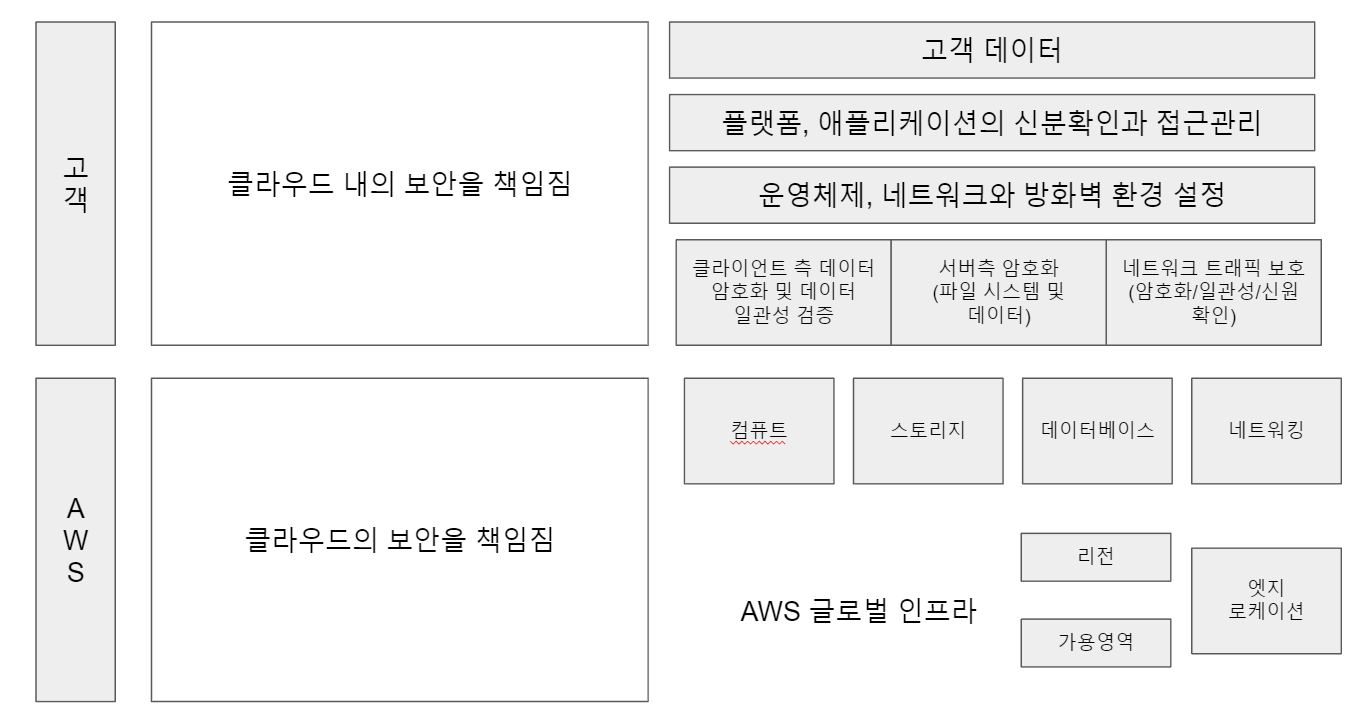 고
객
클라우드 내의 보안을 책임짐
고객 데이터
플랫폼, 애플리케이션의 신분확인과 접근관리
운영체제, 네트워크와 방화벽 환경 설정
클라이언트 측 데이터
암호화 및 데이터
일관성 검증
서버측 암호화
(파일 시스템 및
데이터)
네트워크 트래픽 보호
(암호화/일관성/신원
확인)
A
W
S
클라우드의 보안을 책임짐
컴퓨트
스토리지
데이터베이스
네트워킹
AWS 글로벌 인프라
리전
가용영역
엣지
로케이션